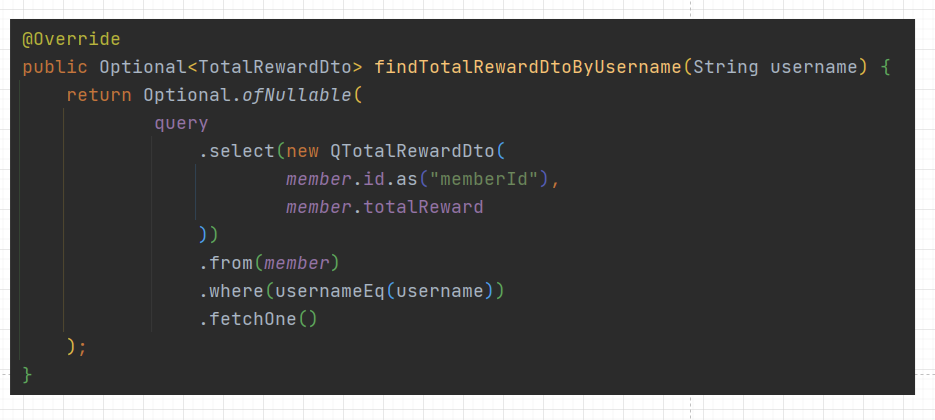 @Override
public Optional<TotalRewardDto> findTotalRewardDtoByUsername(String username) {
return Optional.ofNullable(
query
.select(new QTotalRewardDto(
member.id.as("memberId"),
member.totalReward
))
.from(member)
.where(usernameEq(username))
.fetchOne()
);
}